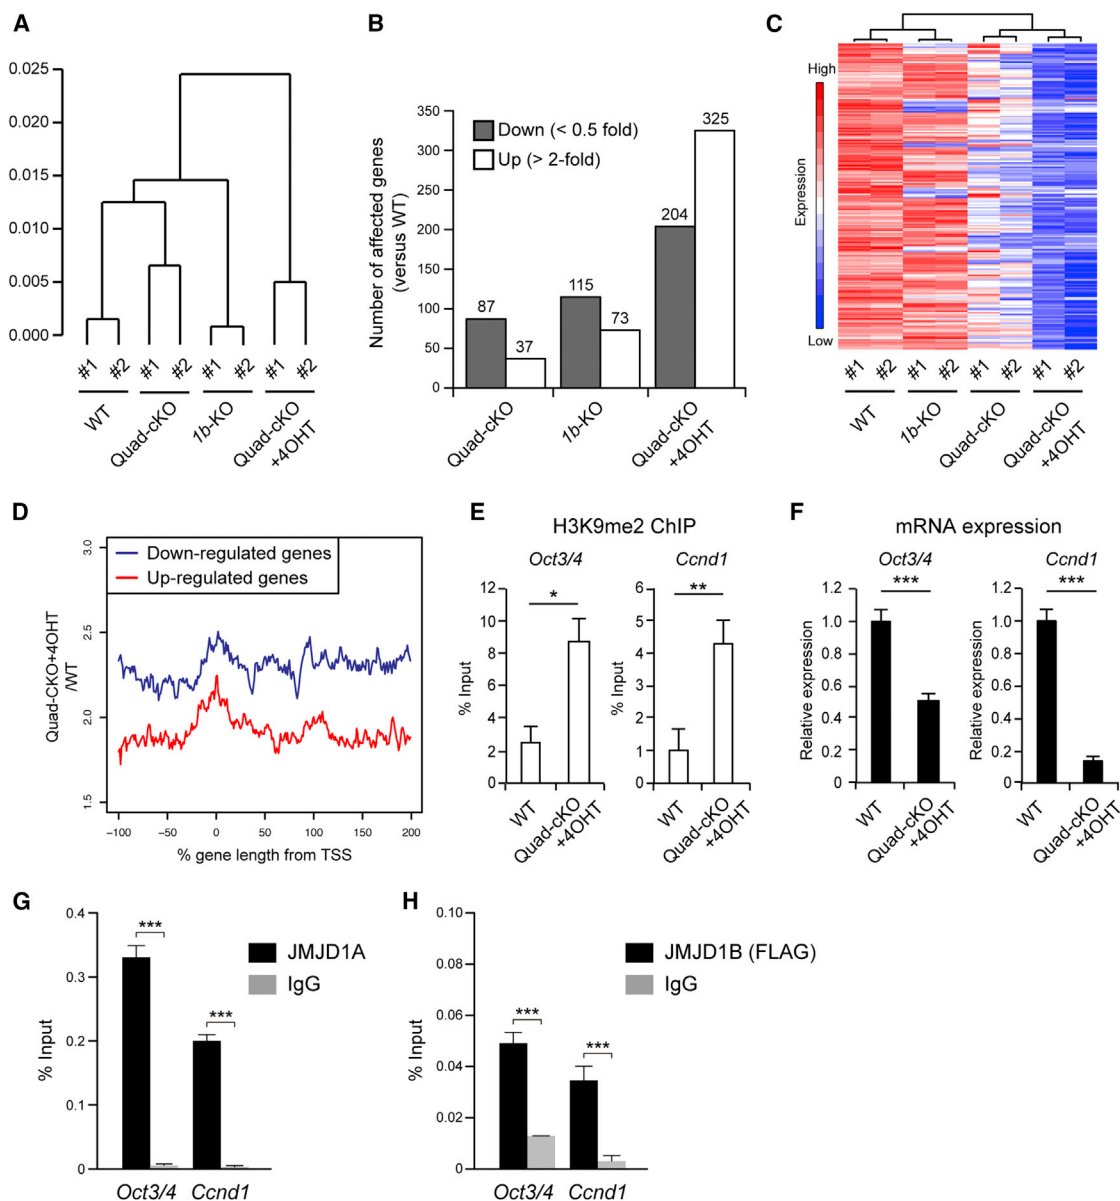 A
0.025
0.020
0.015
0.010
0.005
0.000
#1 #2 #1 #2 #1 #2 #1 #2
WT
Quad-cKO
1b-KO
Quad-cKO
+4OHT
B
Number of affected genes
(versus WT)
350
300
250
200
150
100
50
0
Down (< 0.5 fold)
Up (> 2-fold)
87
37
115
73
204
325
Quad-cKO
1b-KO
Quad-cKO
+4OHT
C
High
Expression
Low
#1 #2 #1 #2 #1 #2 #1 #2
WT
1b-KO
Quad-cKO
Quad-cKO
+4OHT
D
Quad-CKO+4OHT
/WT
3.0
2.5
2.0
1.5
Down-regulated genes
Up-regulated genes
−100 −50 0 50 100 150 200
% gene length from TSS
E
H3K9me2 ChIP
Oct3/4
% Input
12
10
8
6
4
2
0
*
WT
Quad-cKO
+4OHT
Ccnd1
% Input
6
5
4
3
2
1
0
**
WT
Quad-cKO
+4OHT
F
mRNA expression
Oct3/4
Relative expression
1.2
1.0
0.8
0.6
0.4
0.2
0
***
WT
Quad-cKO
+4OHT
Ccnd1
Relative expression
1.2
1.0
0.8
0.6
0.4
0.2
0
***
WT
Quad-cKO
+4OHT
G
% Input
0.4
0.3
0.2
0.1
0
***
***
JMJD1A
IgG
Oct3/4 Ccnd1
H
% Input
0.10
0.08
0.06
0.04
0.02
0
***
***
JMJD1B (FLAG)
IgG
Oct3/4 Ccnd1